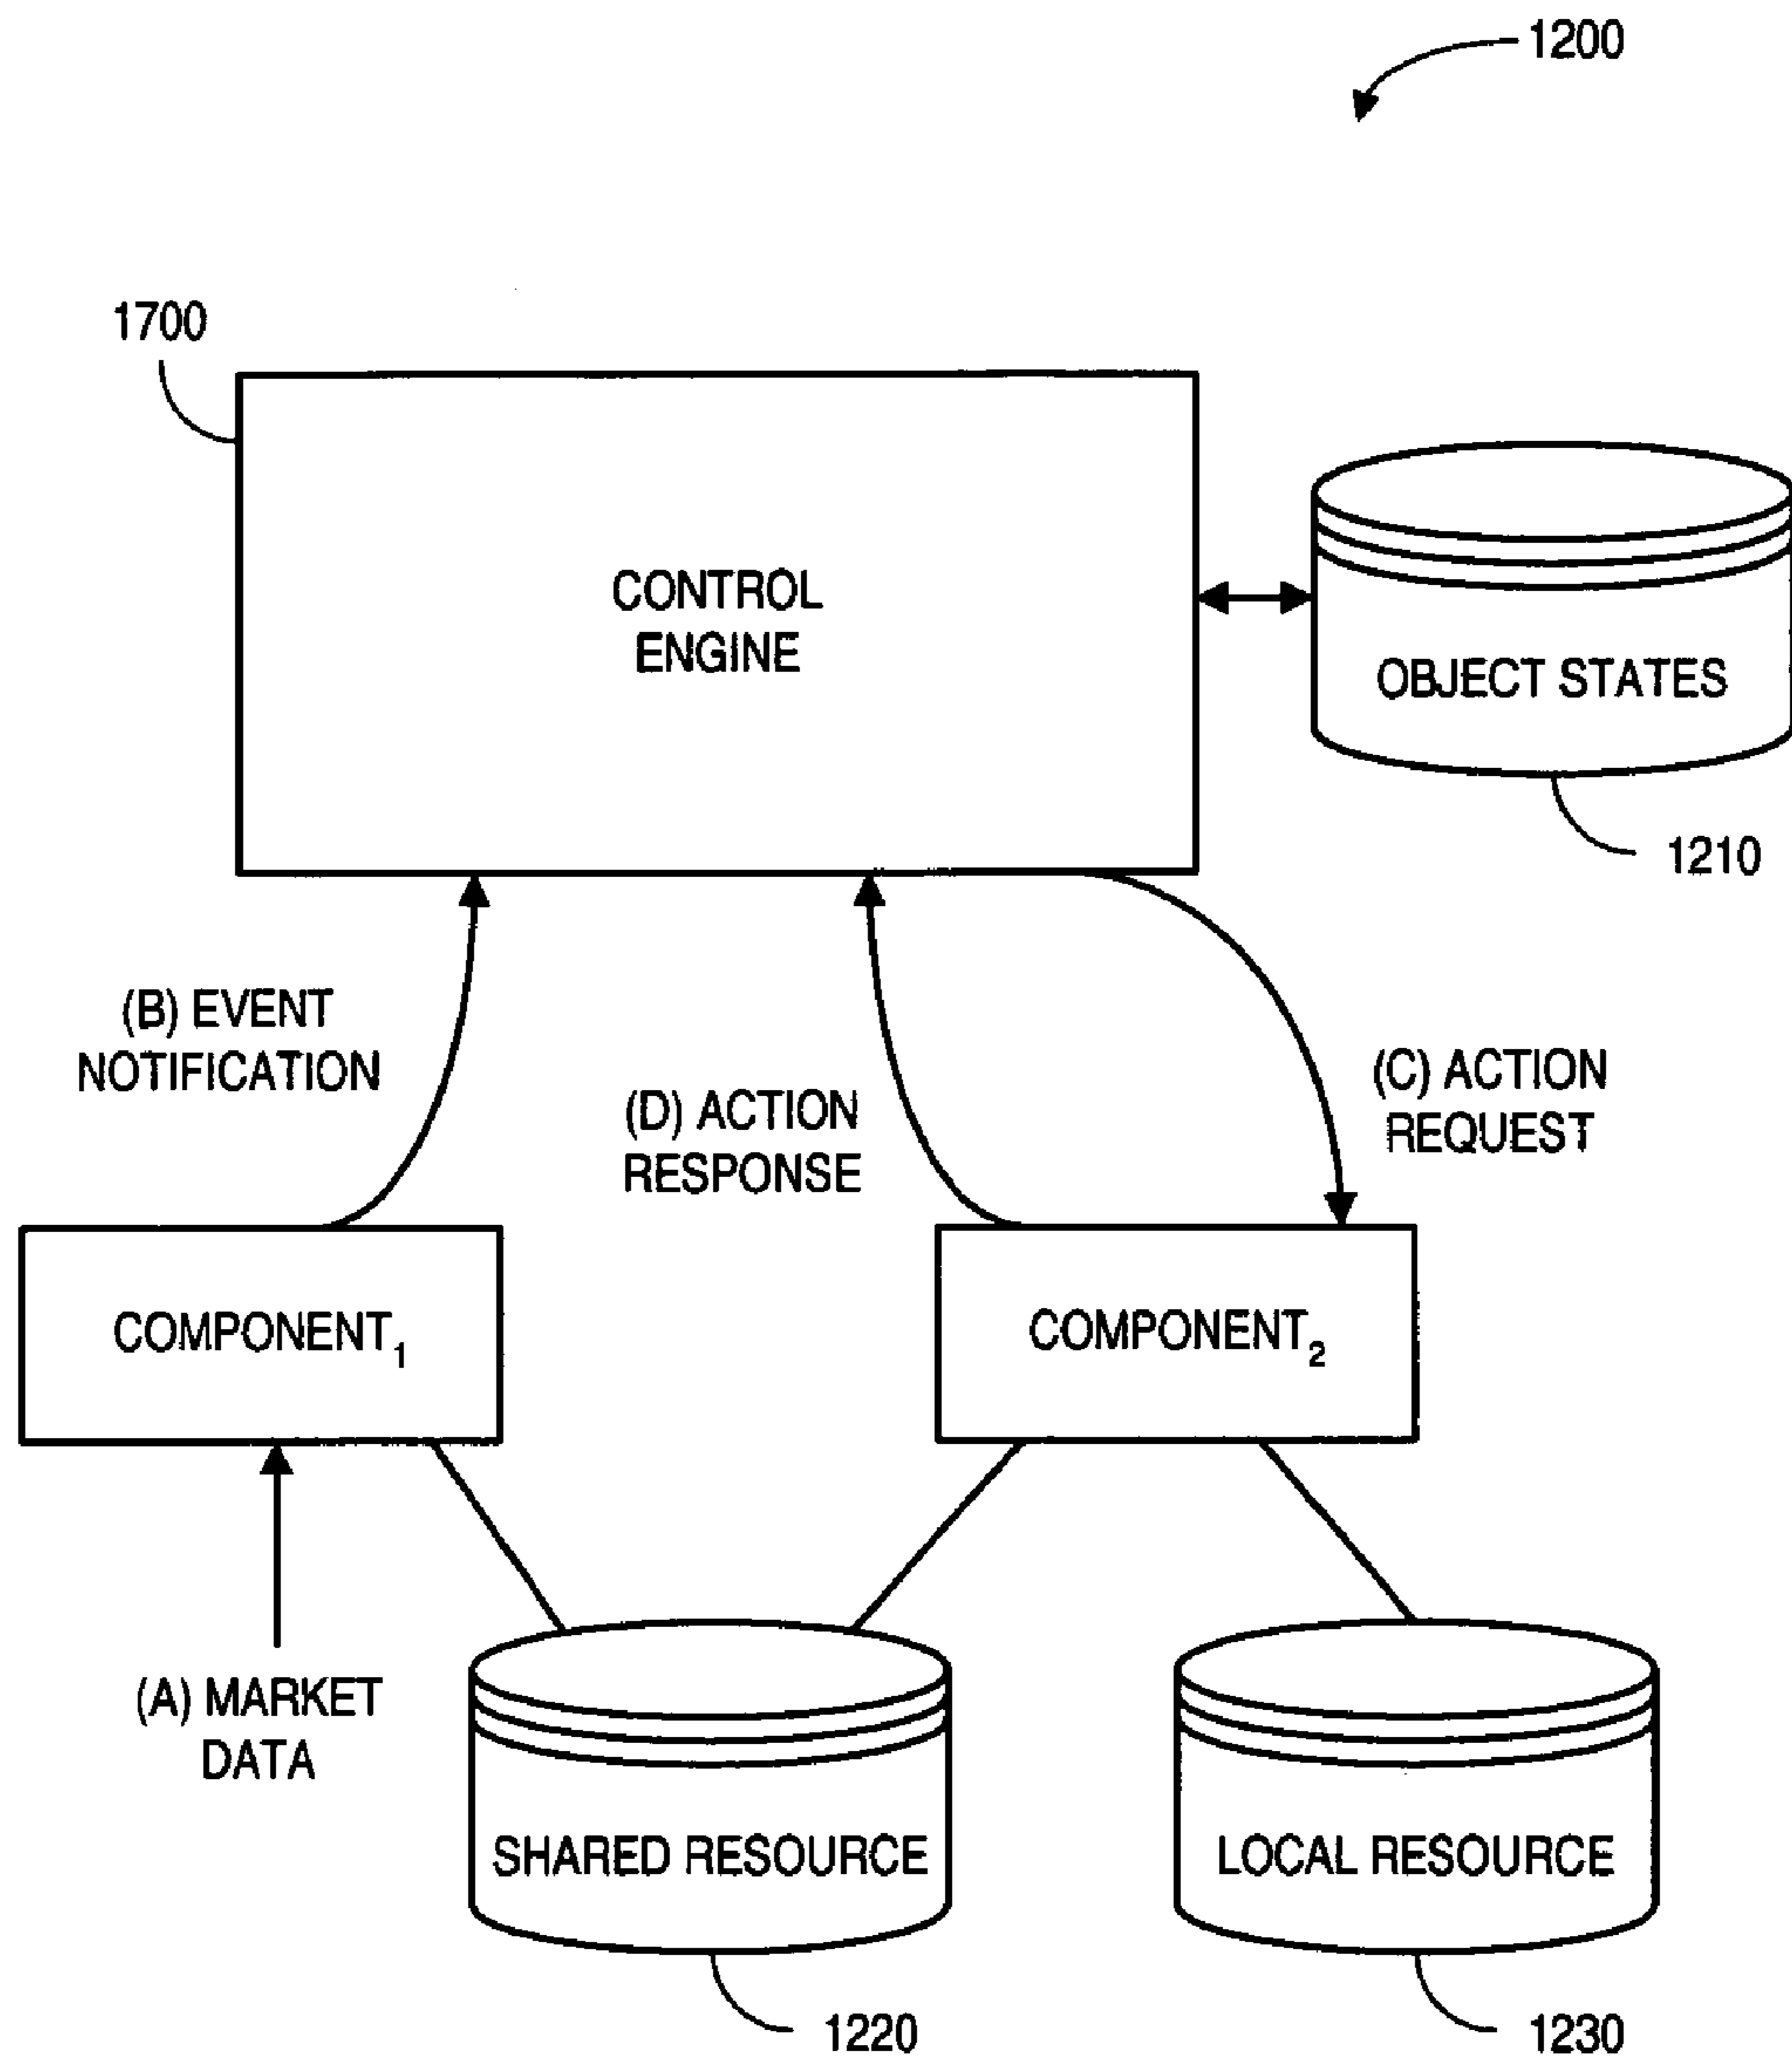 1200
1700
CONTROL
ENGINE
OBJECT STATES
1210
(B) EVENT
NOTIFICATION
(D) ACTION
RESPONSE
(C) ACTION
REQUEST
COMPONENT₁
COMPONENT₂
(A) MARKET
DATA
SHARED RESOURCE
LOCAL RESOURCE
1220
1230